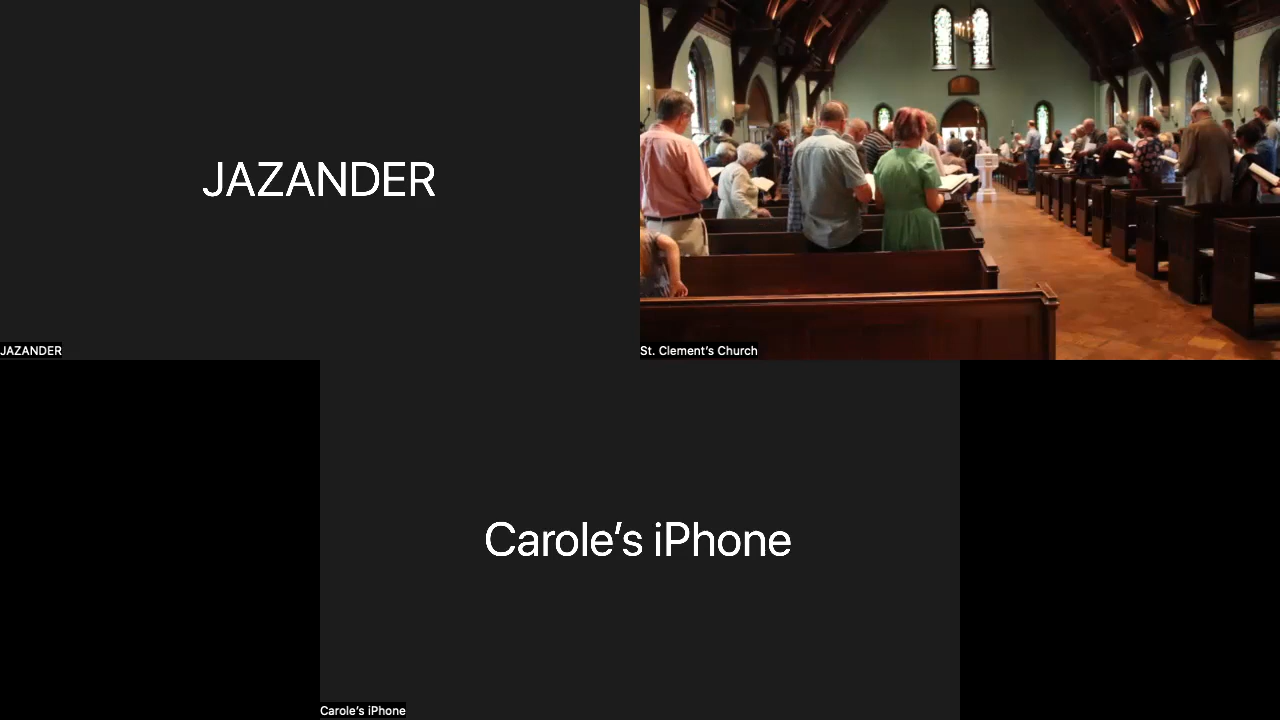 JAZANDER
JAZANDER
St. Clement’s Church
Carole’s iPhone
Carole’s iPhone